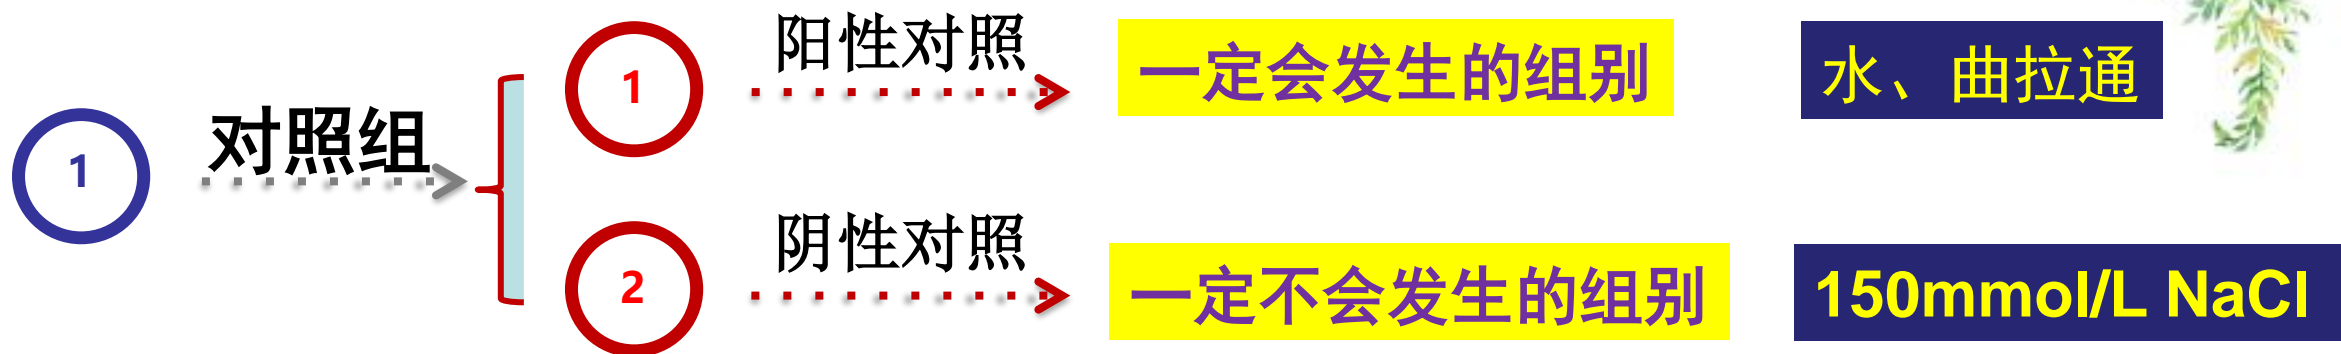 1
对照组
1
阳性对照
一定会发生的组别
水、曲拉通
2
阴性对照
一定不会发生的组别
150mmol/L NaCl